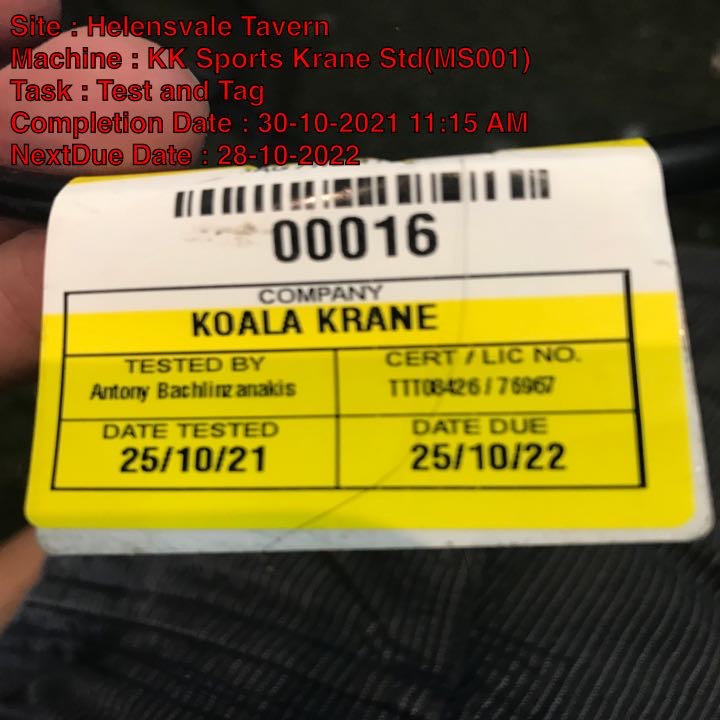 Site : Helensvale Tavern
Machine : KK Sports Krane Std(MS001)
Task : Test and Tag
Completion Date : 30-10-2021 11:15 AM
NextDue Date : 28-10-2022
00016
COMPANY
KOALA KRANE
TESTED BY CERT / LIC NO.
Antony Bachlinzanakis TTT08426 / 76967
DATE TESTED DATE DUE
25/10/21 25/10/22